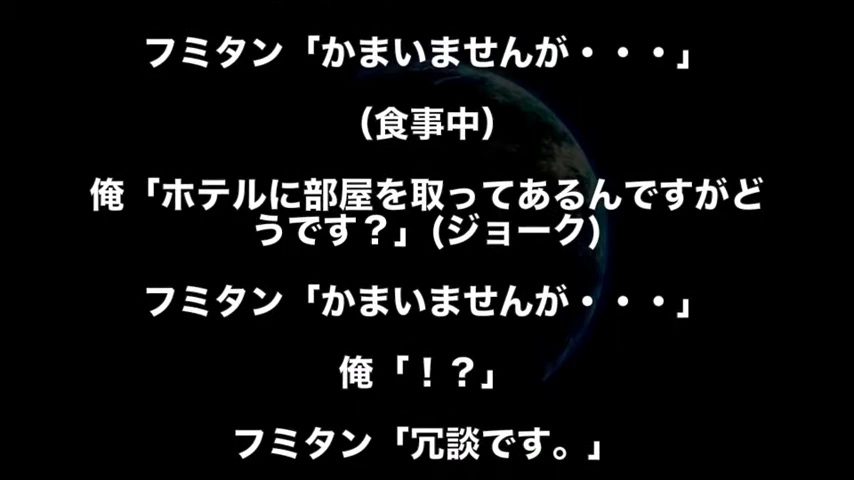 フミタン「かまいませんが・・・」
（食事中）
俺「ホテルに部屋を取ってあるんですがど
うです？」(ジョーク)
フミタン「かまいませんが・・・」
俺「！？」
フミタン「冗談です。」